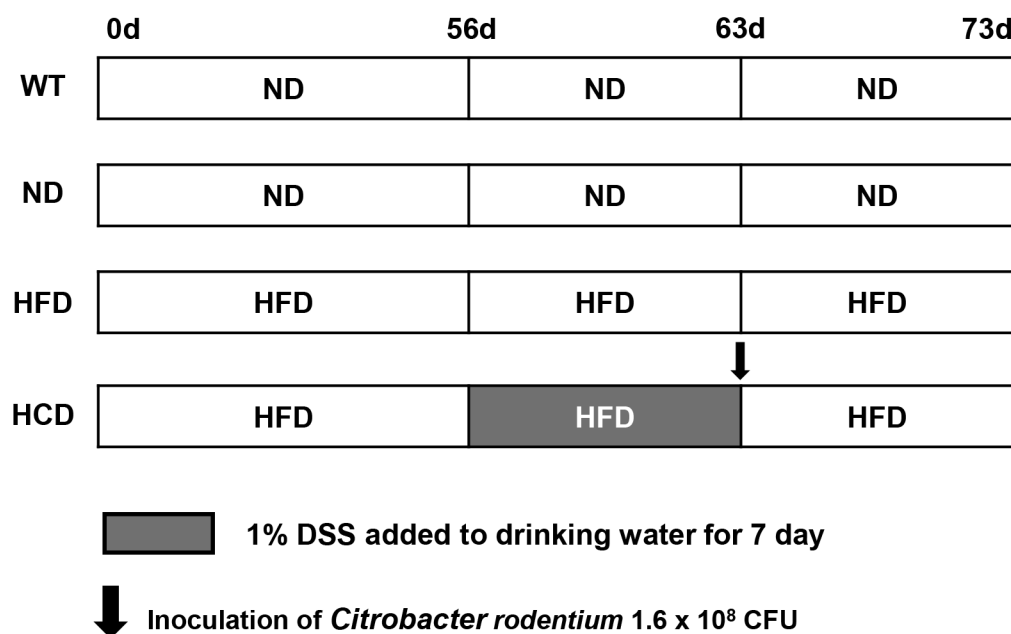 0d 56d 63d 73d
WT ND ND ND
ND ND ND ND
HFD HFD HFD HFD
HCD HFD HFD HFD
1% DSS added to drinking water for 7 day
Inoculation of Citrobacter rodentium 1.6 x 10⁸ CFU